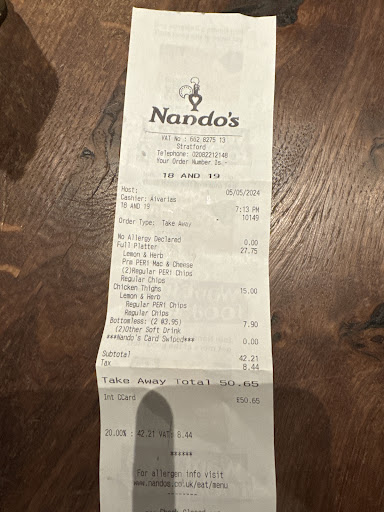 Nando's
VAT No : 662 8275 13
Stratford
Telephone: 02082212148
Your Order Number Is -
18 AND 19
Host: 05/05/2024
Cashier: Aivarias 7:13 PM
18 AND 19 10149
Order Type: Take Away
No Allergy Declared 0.00
Full Platter 27.75
Lemon & Herb
Prm PERi Mac & Cheese
(2)Regular PERi Chips
Regular Chips
Chicken Thighs 15.00
Lemon & Herb
Regular PERi Chips
Regular Chips
Bottomless: (2 @3.95) 7.90
(2)Other Soft Drink
***Nando's Card Swiped*** 0.00
Subtotal 42.21
Tax 8.44
Take Away Total 50.65
Int CCard £50.65
20.00% : 42.21 VAT: 8.44
******
For allergen info visit
www.nandos.co.uk/eat/menu
--- Check Closed